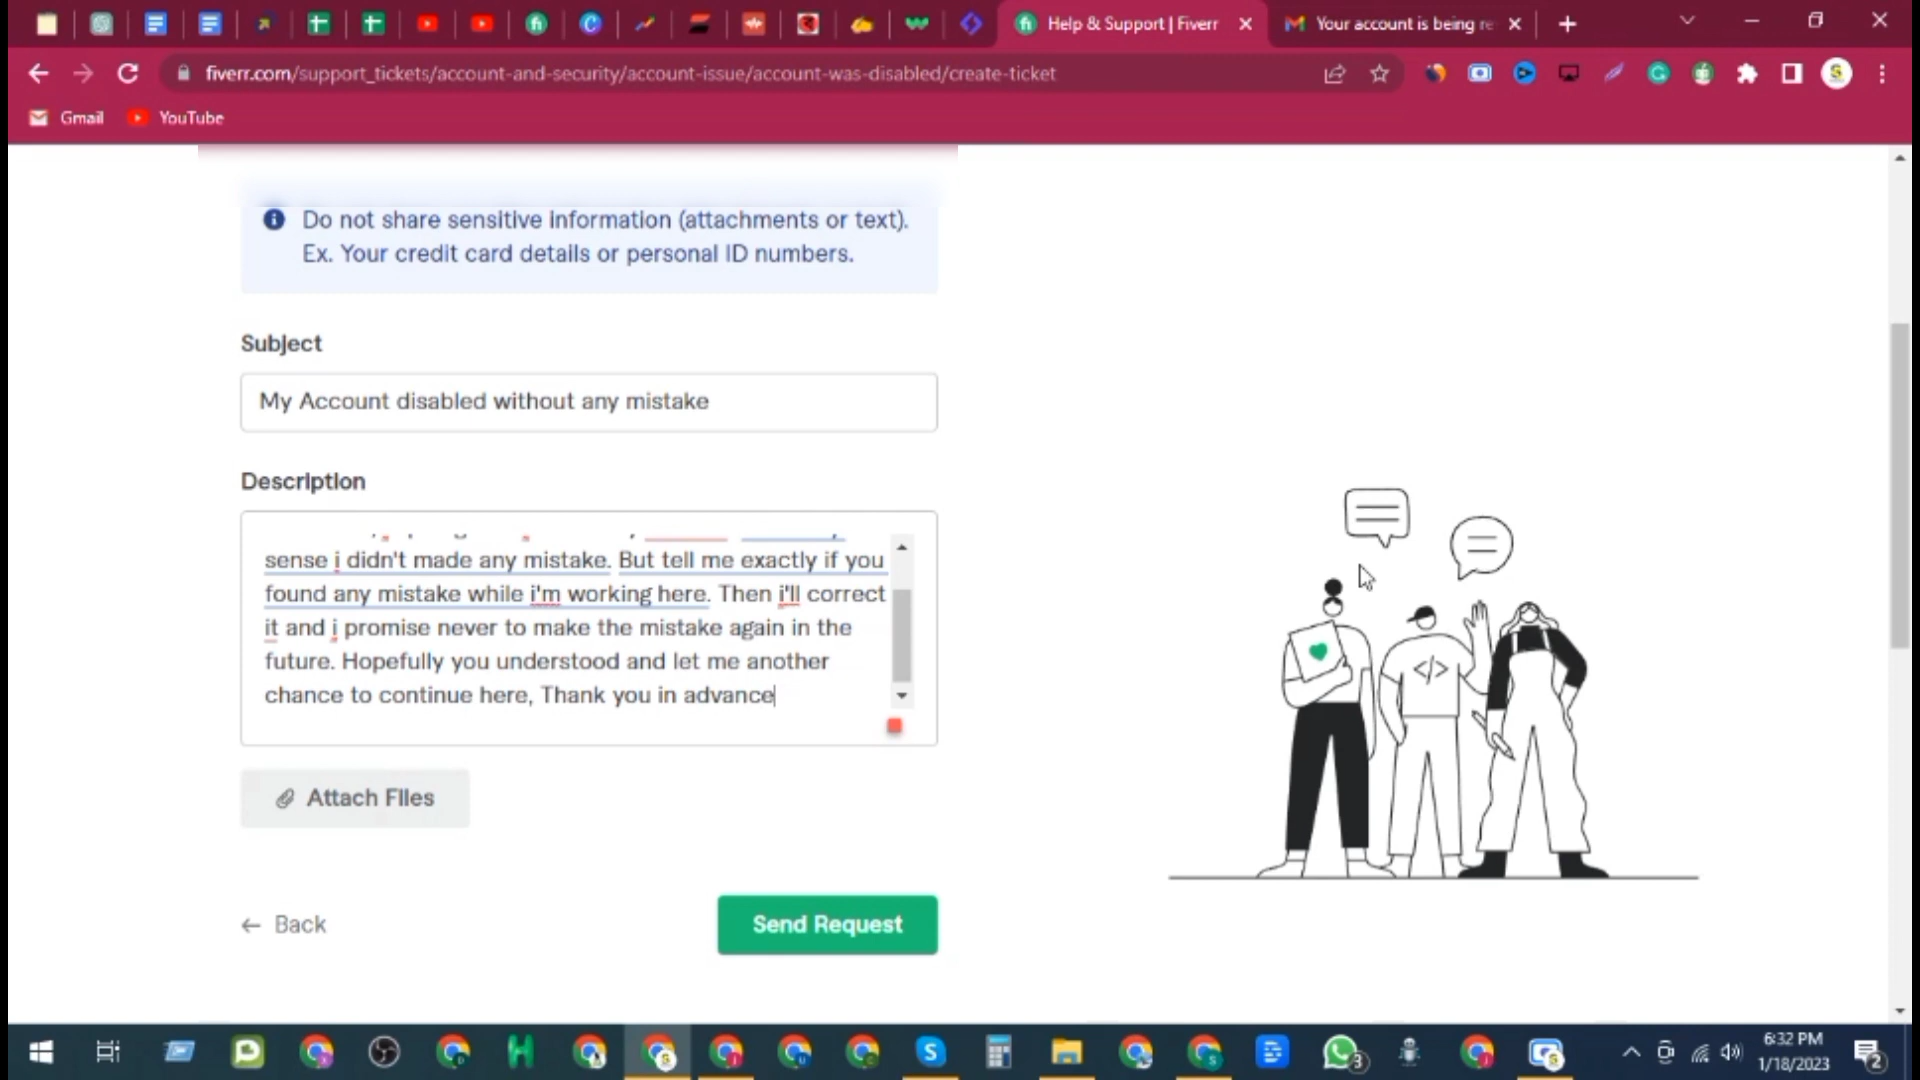 Help & Support | Fiverr
Your account is being re
fiverr.com/support_tickets/account-and-security/account-issue/account-was-disabled/create-ticket
Gmail
YouTube
Do not share sensitive information (attachments or text).
Ex. Your credit card details or personal ID numbers.
Subject
My Account disabled without any mistake
Description
sense i didn't made any mistake. But tell me exactly if you
found any mistake while i'm working here. Then i'll correct
it and i promise never to make the mistake again in the
future. Hopefully you understood and let me another
chance to continue here, Thank you in advance
Attach Files
Back
Send Request
</>
3
6:32 PM
1/18/2023
2